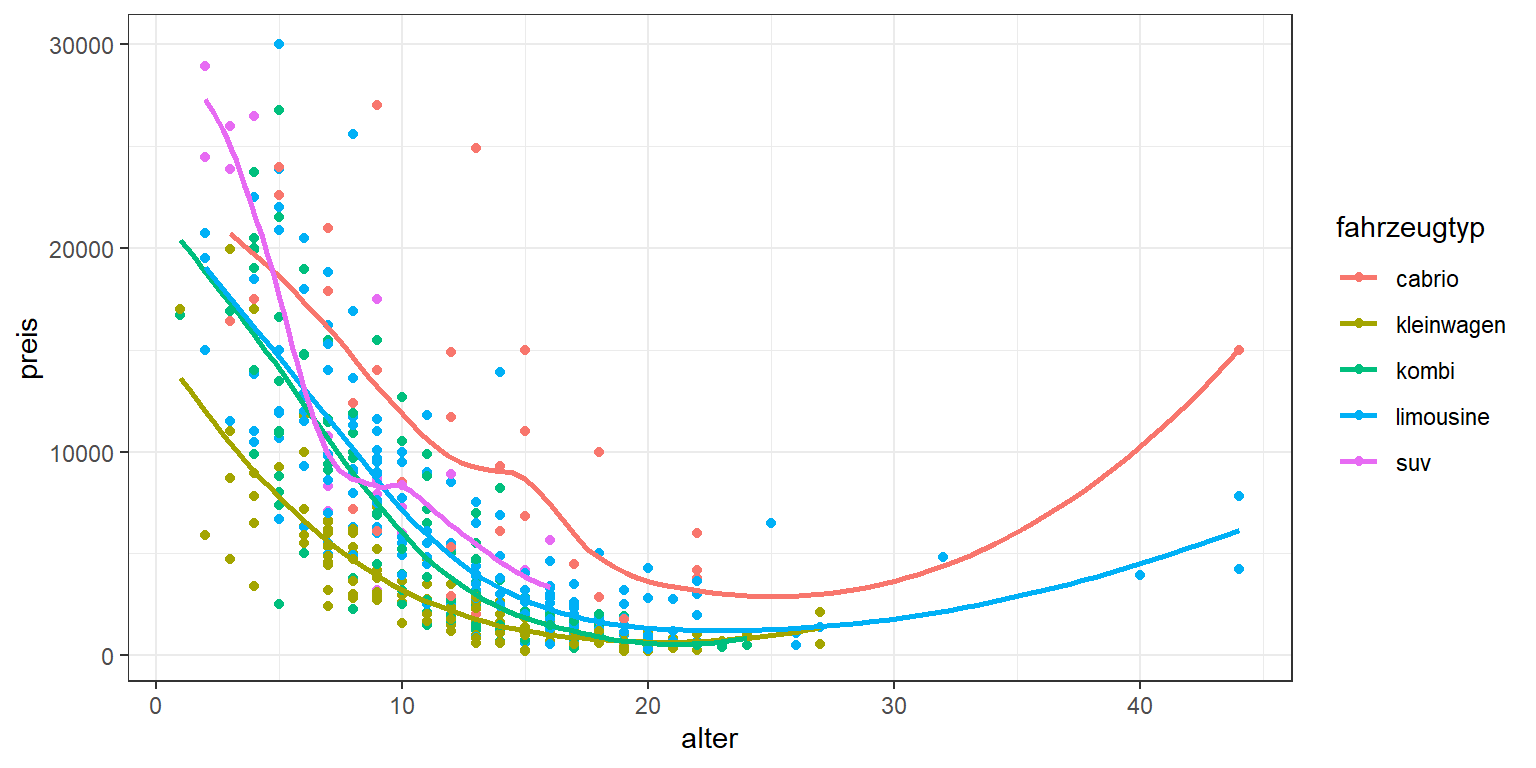 30000
20000
10000
0
preis
0 10 20 30 40
alter
fahrzeugtyp
cabrio
kleinwagen
kombi
limousine
suv